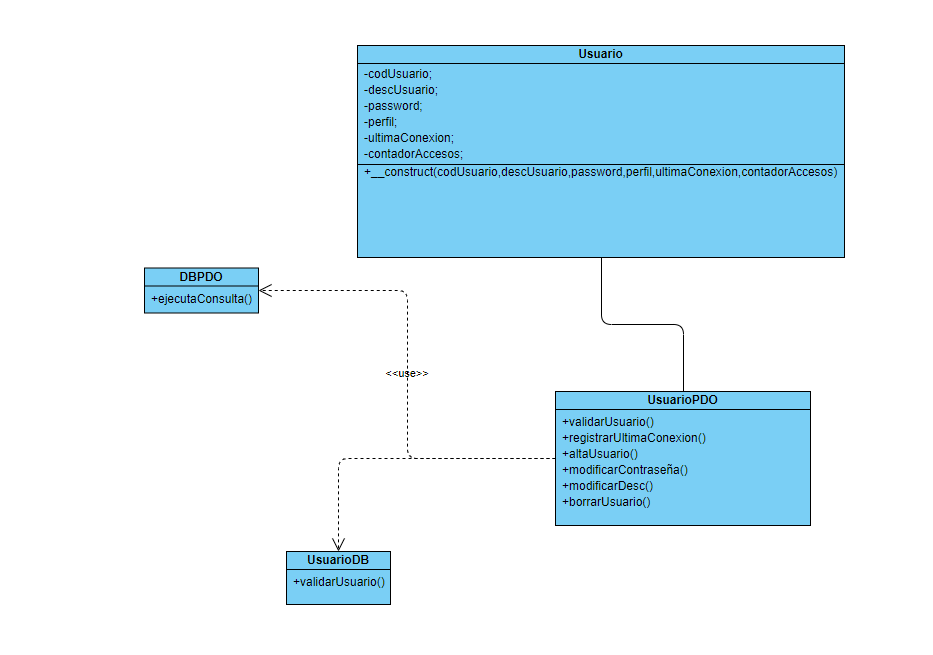 Usuario
-codUsuario;
-descUsuario;
-password;
-perfil;
-ultimaConexion;
-contadorAccesos;
+__construct(codUsuario,descUsuario,password,perfil,ultimaConexion,contadorAccesos)
DBPDO
+ejecutaConsulta()
<<use>>
UsuarioPDO
+validarUsuario()
+registrarUltimaConexion()
+altaUsuario()
+modificarContraseña()
+modificarDesc()
+borrarUsuario()
UsuarioDB
+validarUsuario()